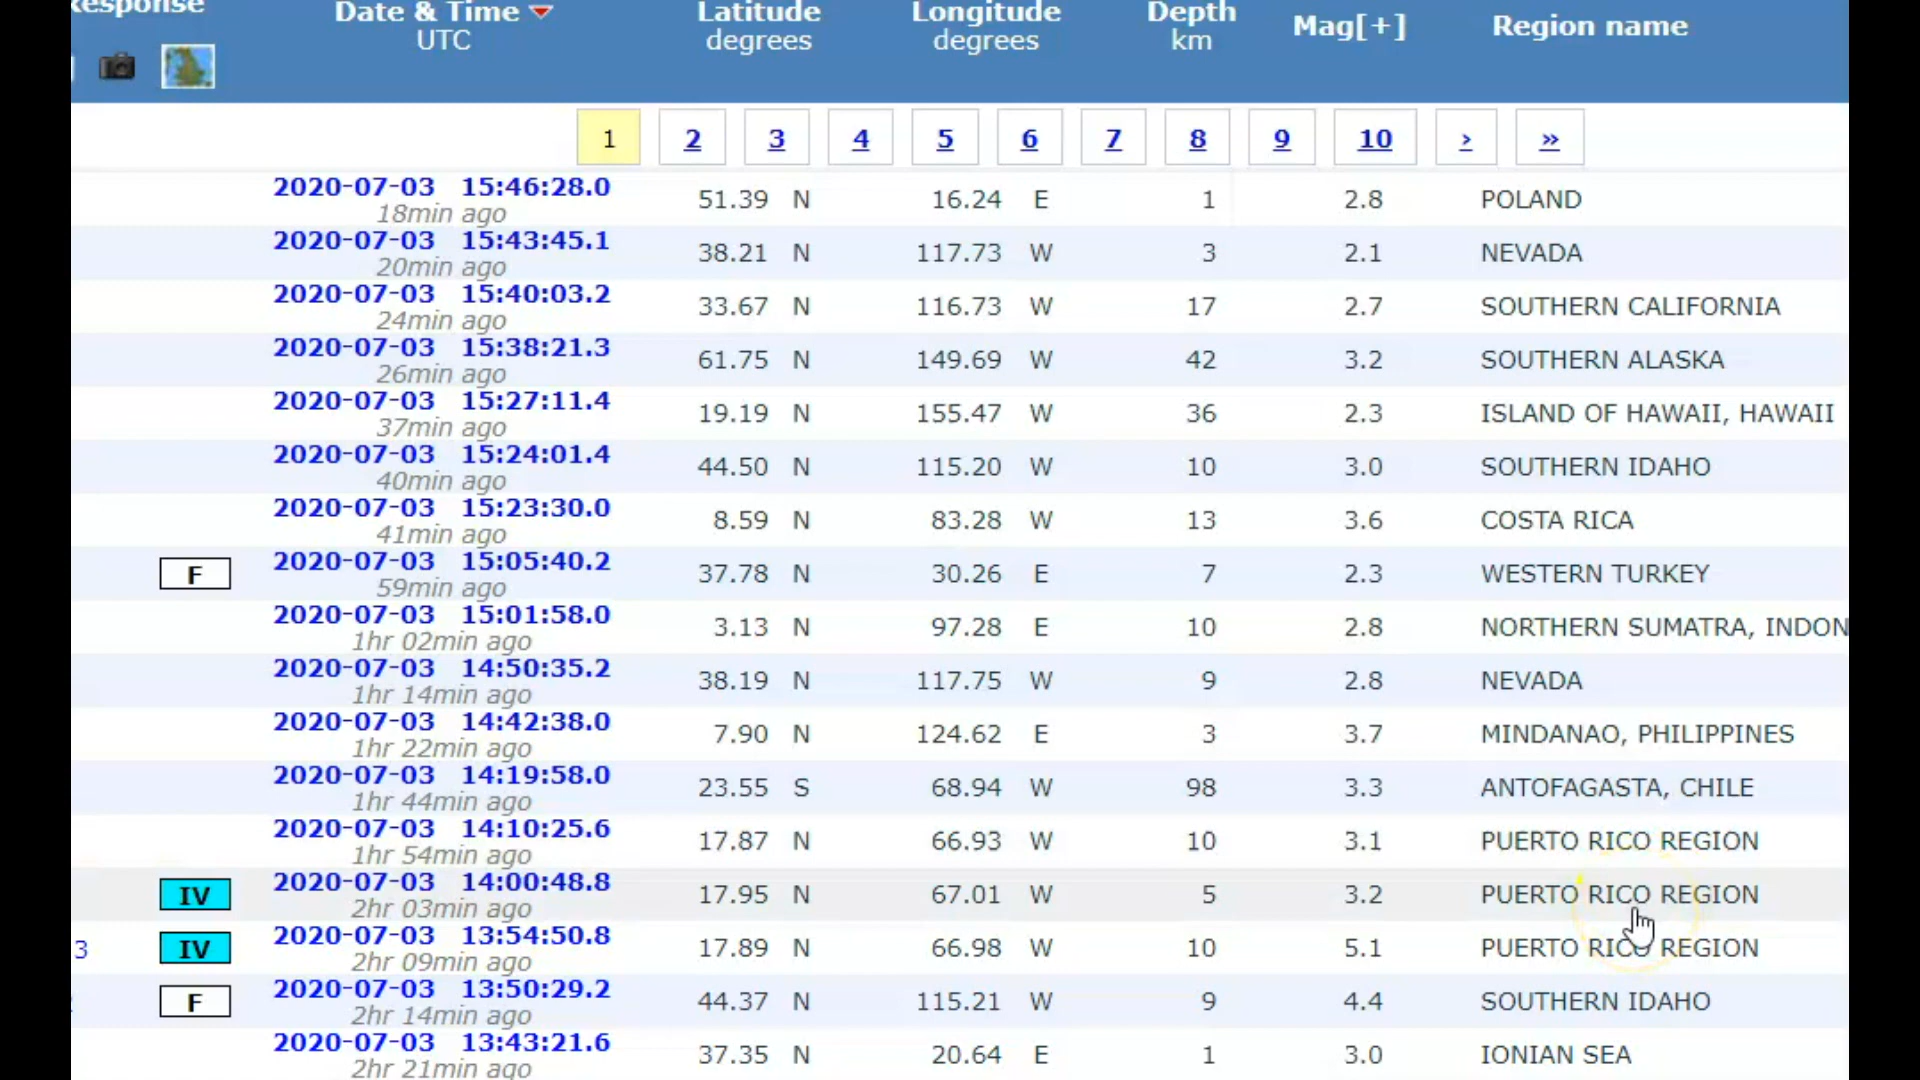 Response Date & Time Latitude Longitude Depth Mag[+] Region name
UTC degrees degrees km
1 2 3 4 5 6 7 8 9 10 › »
2020-07-03 15:46:28.0 51.39 N 16.24 E 1 2.8 POLAND
18min ago
2020-07-03 15:43:45.1 38.21 N 117.73 W 3 2.1 NEVADA
20min ago
2020-07-03 15:40:03.2 33.67 N 116.73 W 17 2.7 SOUTHERN CALIFORNIA
24min ago
2020-07-03 15:38:21.3 61.75 N 149.69 W 42 3.2 SOUTHERN ALASKA
26min ago
2020-07-03 15:27:11.4 19.19 N 155.47 W 36 2.3 ISLAND OF HAWAII, HAWAII
37min ago
2020-07-03 15:24:01.4 44.50 N 115.20 W 10 3.0 SOUTHERN IDAHO
40min ago
2020-07-03 15:23:30.0 8.59 N 83.28 W 13 3.6 COSTA RICA
41min ago
F 2020-07-03 15:05:40.2 37.78 N 30.26 E 7 2.3 WESTERN TURKEY
59min ago
2020-07-03 15:01:58.0 3.13 N 97.28 E 10 2.8 NORTHERN SUMATRA, INDON
1hr 02min ago
2020-07-03 14:50:35.2 38.19 N 117.75 W 9 2.8 NEVADA
1hr 14min ago
2020-07-03 14:42:38.0 7.90 N 124.62 E 3 3.7 MINDANAO, PHILIPPINES
1hr 22min ago
2020-07-03 14:19:58.0 23.55 S 68.94 W 98 3.3 ANTOFAGASTA, CHILE
1hr 44min ago
2020-07-03 14:10:25.6 17.87 N 66.93 W 10 3.1 PUERTO RICO REGION
1hr 54min ago
IV 2020-07-03 14:00:48.8 17.95 N 67.01 W 5 3.2 PUERTO RICO REGION
2hr 03min ago
3 IV 2020-07-03 13:54:50.8 17.89 N 66.98 W 10 5.1 PUERTO RICO REGION
2hr 09min ago
F 2020-07-03 13:50:29.2 44.37 N 115.21 W 9 4.4 SOUTHERN IDAHO
2hr 14min ago
2020-07-03 13:43:21.6 37.35 N 20.64 E 1 3.0 IONIAN SEA
2hr 21min ago